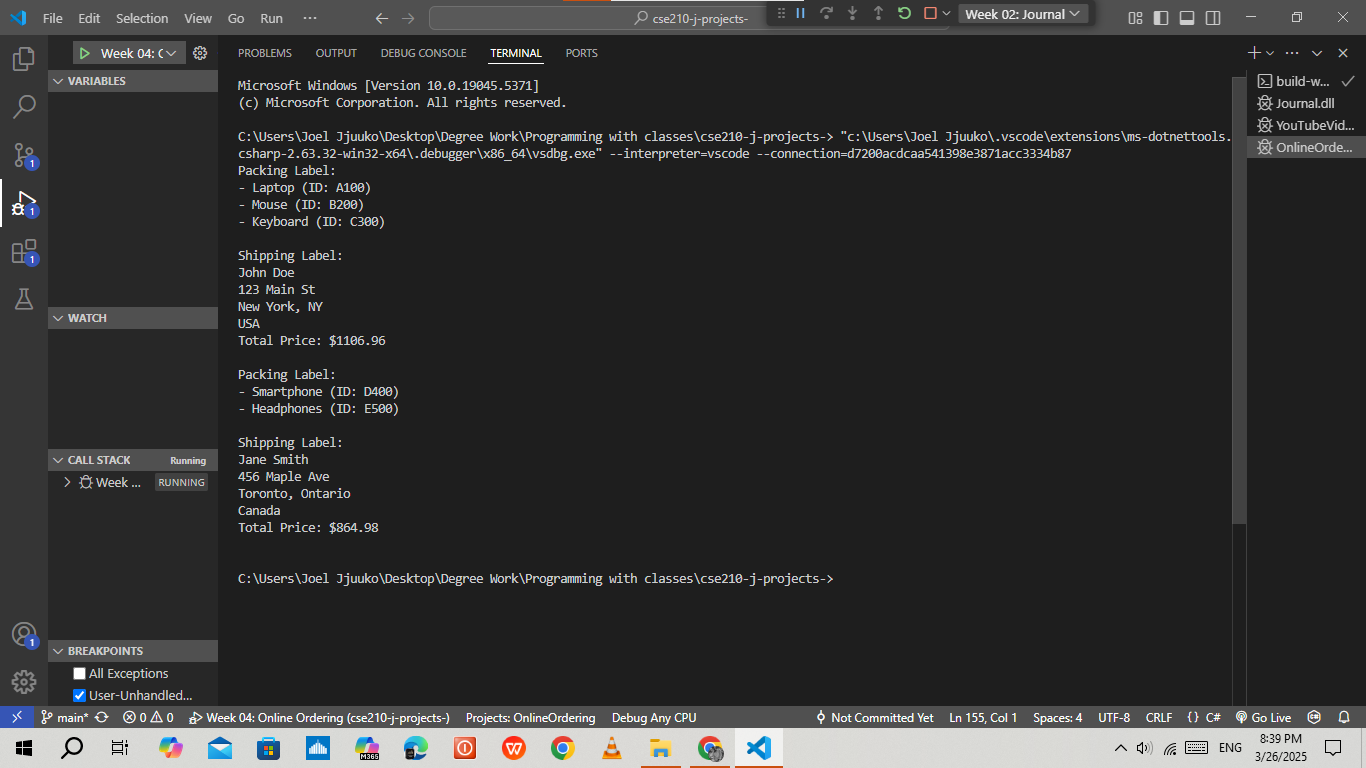 File Edit Selection View Go Run ···
cse210-j-projects-
Week 02: Journal
Week 04: C
VARIABLES
WATCH
CALL STACK Running
Week ... RUNNING
BREAKPOINTS
All Exceptions
User-Unhandled...
PROBLEMS OUTPUT DEBUG CONSOLE TERMINAL PORTS
Microsoft Windows [Version 10.0.19045.5371]
(c) Microsoft Corporation. All rights reserved.
C:\Users\Joel Jjuuko\Desktop\Degree Work\Programming with classes\cse210-j-projects-> "c:\Users\Joel Jjuuko\.vscode\extensions\ms-dotnettools.
csharp-2.63.32-win32-x64\.debugger\x86_64\vsdbg.exe" --interpreter=vscode --connection=d7200acdcaa541398e3871acc3334b87
Packing Label:
- Laptop (ID: A100)
- Mouse (ID: B200)
- Keyboard (ID: C300)
Shipping Label:
John Doe
123 Main St
New York, NY
USA
Total Price: $1106.96
Packing Label:
- Smartphone (ID: D400)
- Headphones (ID: E500)
Shipping Label:
Jane Smith
456 Maple Ave
Toronto, Ontario
Canada
Total Price: $864.98
C:\Users\Joel Jjuuko\Desktop\Degree Work\Programming with classes\cse210-j-projects->
build-w...
Journal.dll
YouTubeVid...
OnlineOrde...
1
1
1
1
main* 0 0 Week 04: Online Ordering (cse210-j-projects-) Projects: OnlineOrdering Debug Any CPU Not Committed Yet Ln 155, Col 1 Spaces: 4 UTF-8 CRLF {} C# Go Live
M365
ENG
8:39 PM
3/26/2025